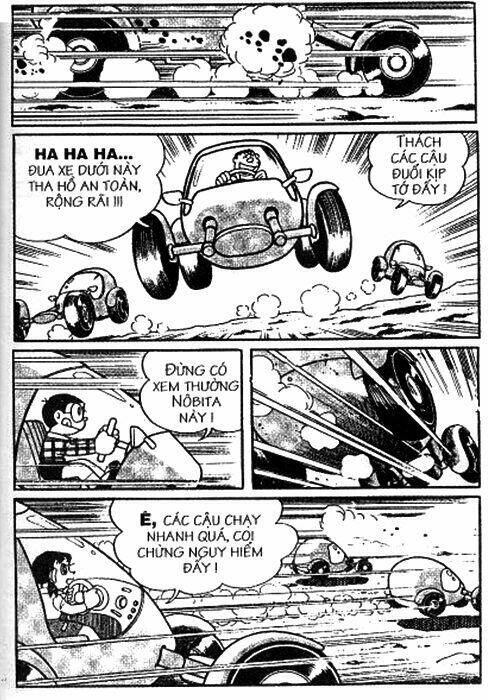 HA HA HA...
ĐUA XE DƯỚI NÀY
THA HỒ AN TOÀN,
RỘNG RÃI !!!
THÁCH
CÁC CẬU
ĐUỔI KỊP
TỚ ĐẤY !
ĐỪNG CÓ
XEM THƯỜNG
NÔBITA
NÀY !
Ê, CÁC CẬU CHẠY
NHANH QUÁ, COI
CHỪNG NGUY HIỂM
ĐẤY !